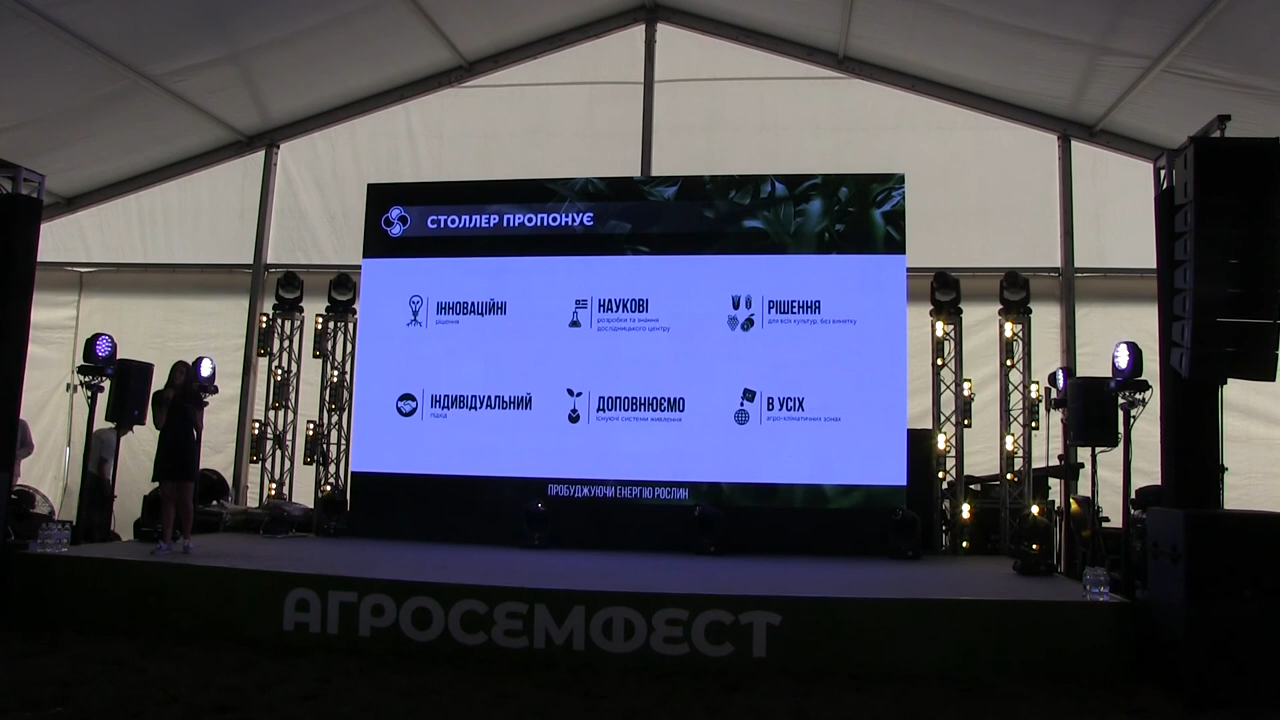 СТОЛЛЕР ПРОПОНУЄ
ІННОВАЦІЙНІ
рішення
НАУКОВІ
розробки та знання
дослідницького центру
РІШЕННЯ
для всіх культур, без винятку
ІНДИВІДУАЛЬНИЙ
підхід
ДОПОВНЮЄМО
існуючі системи живлення
В УСІХ
агро-кліматичних зонах
ПРОБУДЖУЮЧИ ЕНЕРГІЮ РОСЛИН
АГРОСЕМФЕСТ